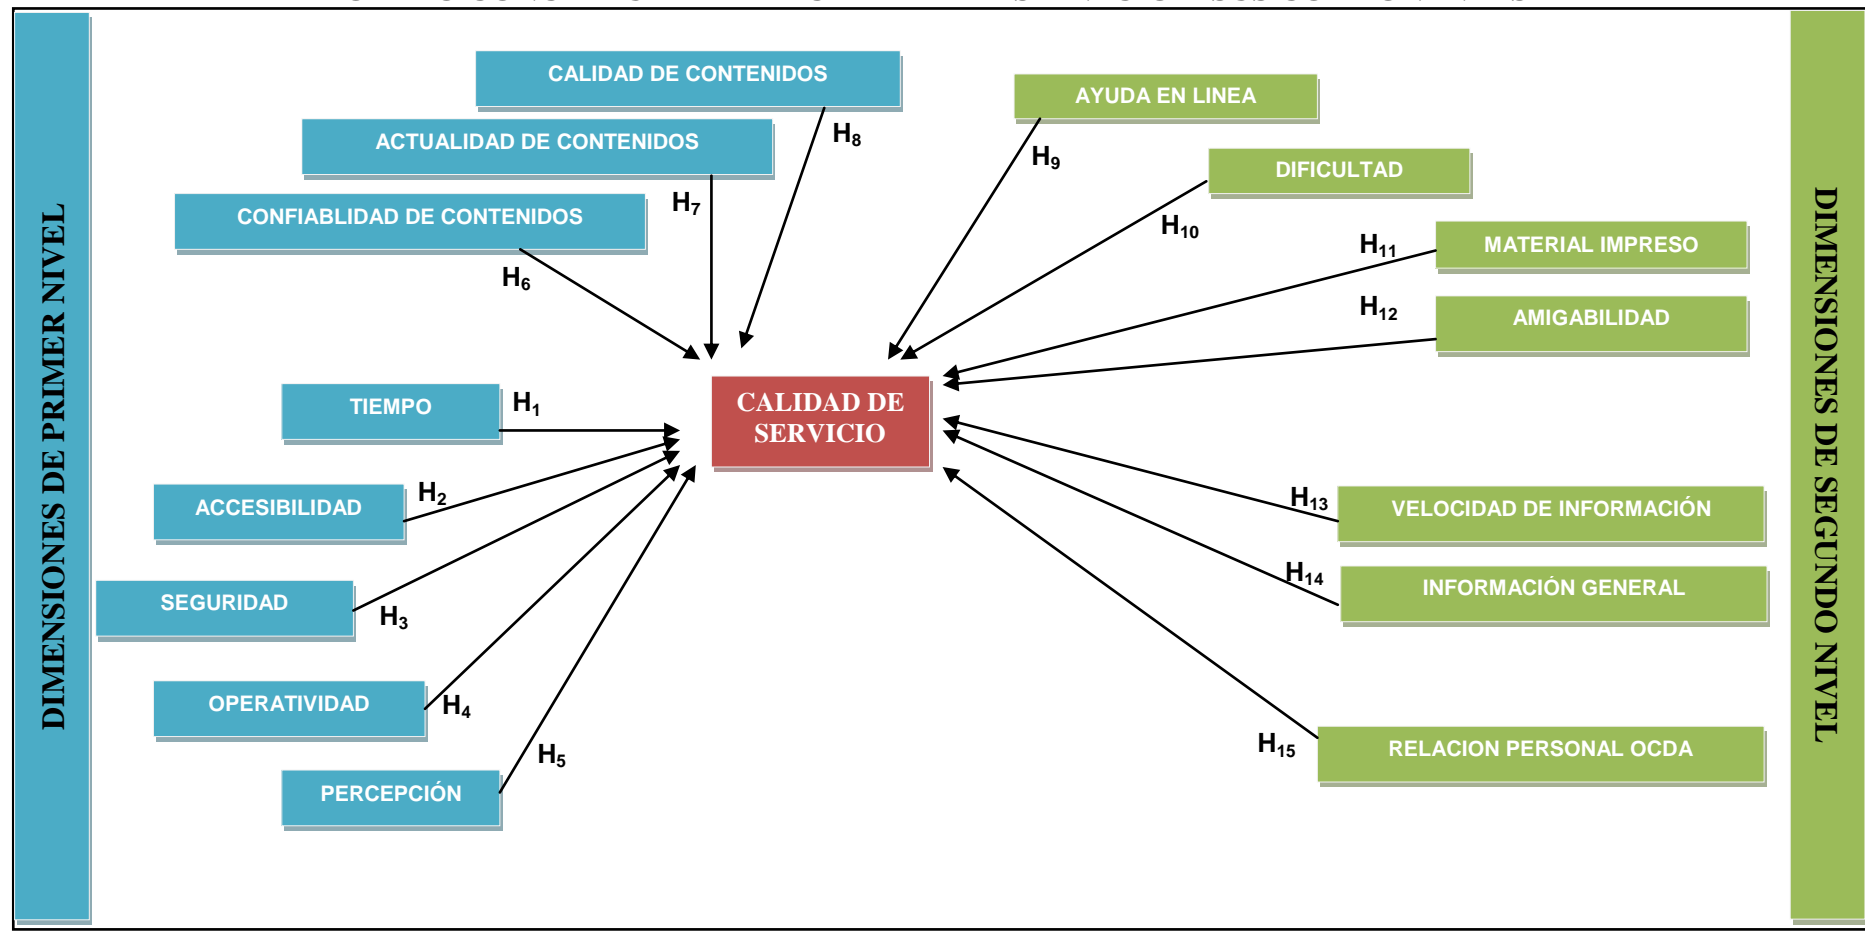 CALIDAD DE CONTENIDOS
AYUDA EN LINEA
ACTUALIDAD DE CONTENIDOS
H8
H9
DIFICULTAD
CONFIABLIDAD DE CONTENIDOS
H7
H10
H6
H11
MATERIAL IMPRESO
H12
AMIGABILIDAD
DIMENSIONES DE PRIMER NIVEL
DIMENSIONES DE SEGUNDO NIVEL
TIEMPO
H1
CALIDAD DE
SERVICIO
ACCESIBILIDAD
H2
H13
VELOCIDAD DE INFORMACIÓN
SEGURIDAD
H3
H14
INFORMACIÓN GENERAL
OPERATIVIDAD
H4
H5
H15
RELACION PERSONAL OCDA
PERCEPCIÓN